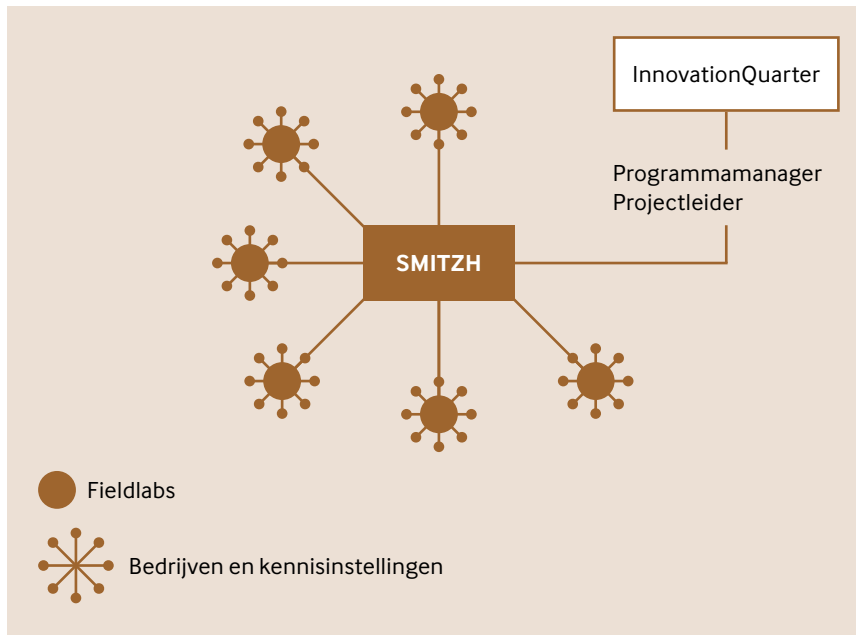 InnovationQuarter
Programmamanager
Projectleider
SMITZH
Fieldlabs
Bedrijven en kennisinstellingen